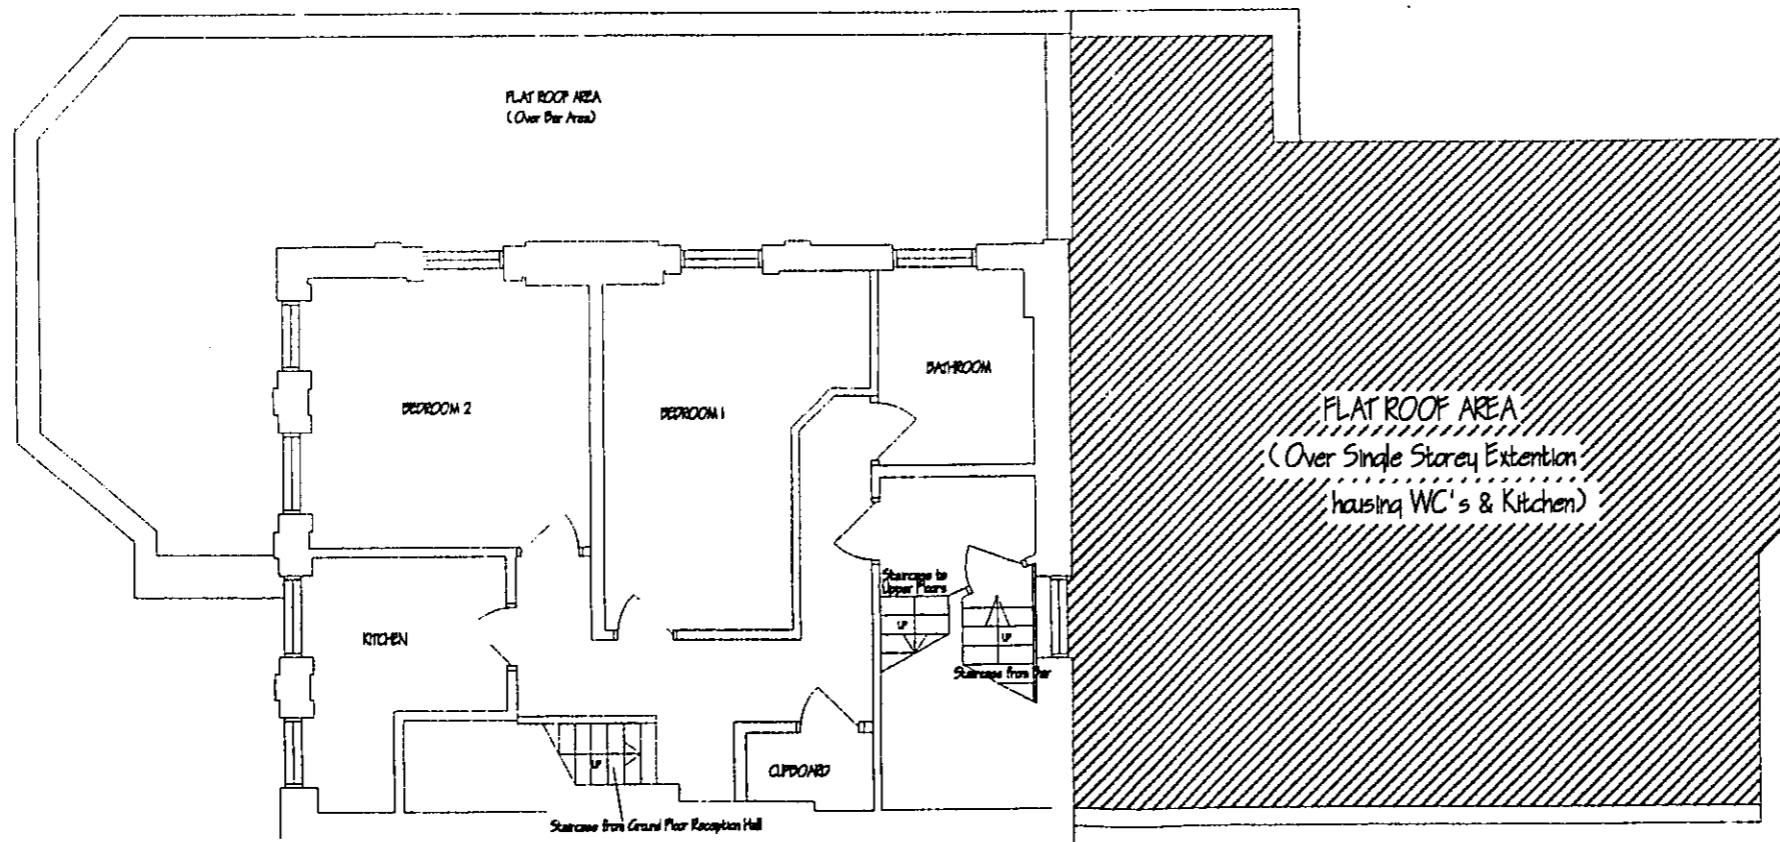 FLAT ROOF AREA
(Over Bar Area)
BEDROOM 2
BEDROOM 1
BATHROOM
FLAT ROOF AREA
(Over Single Storey Extention
housing WC's & Kitchen)
Staircase to
Upper Floors
UP
UP
Staircase from Bar
KITCHEN
UP
CUPBOARD
Staircase from Ground Floor Reception Hall